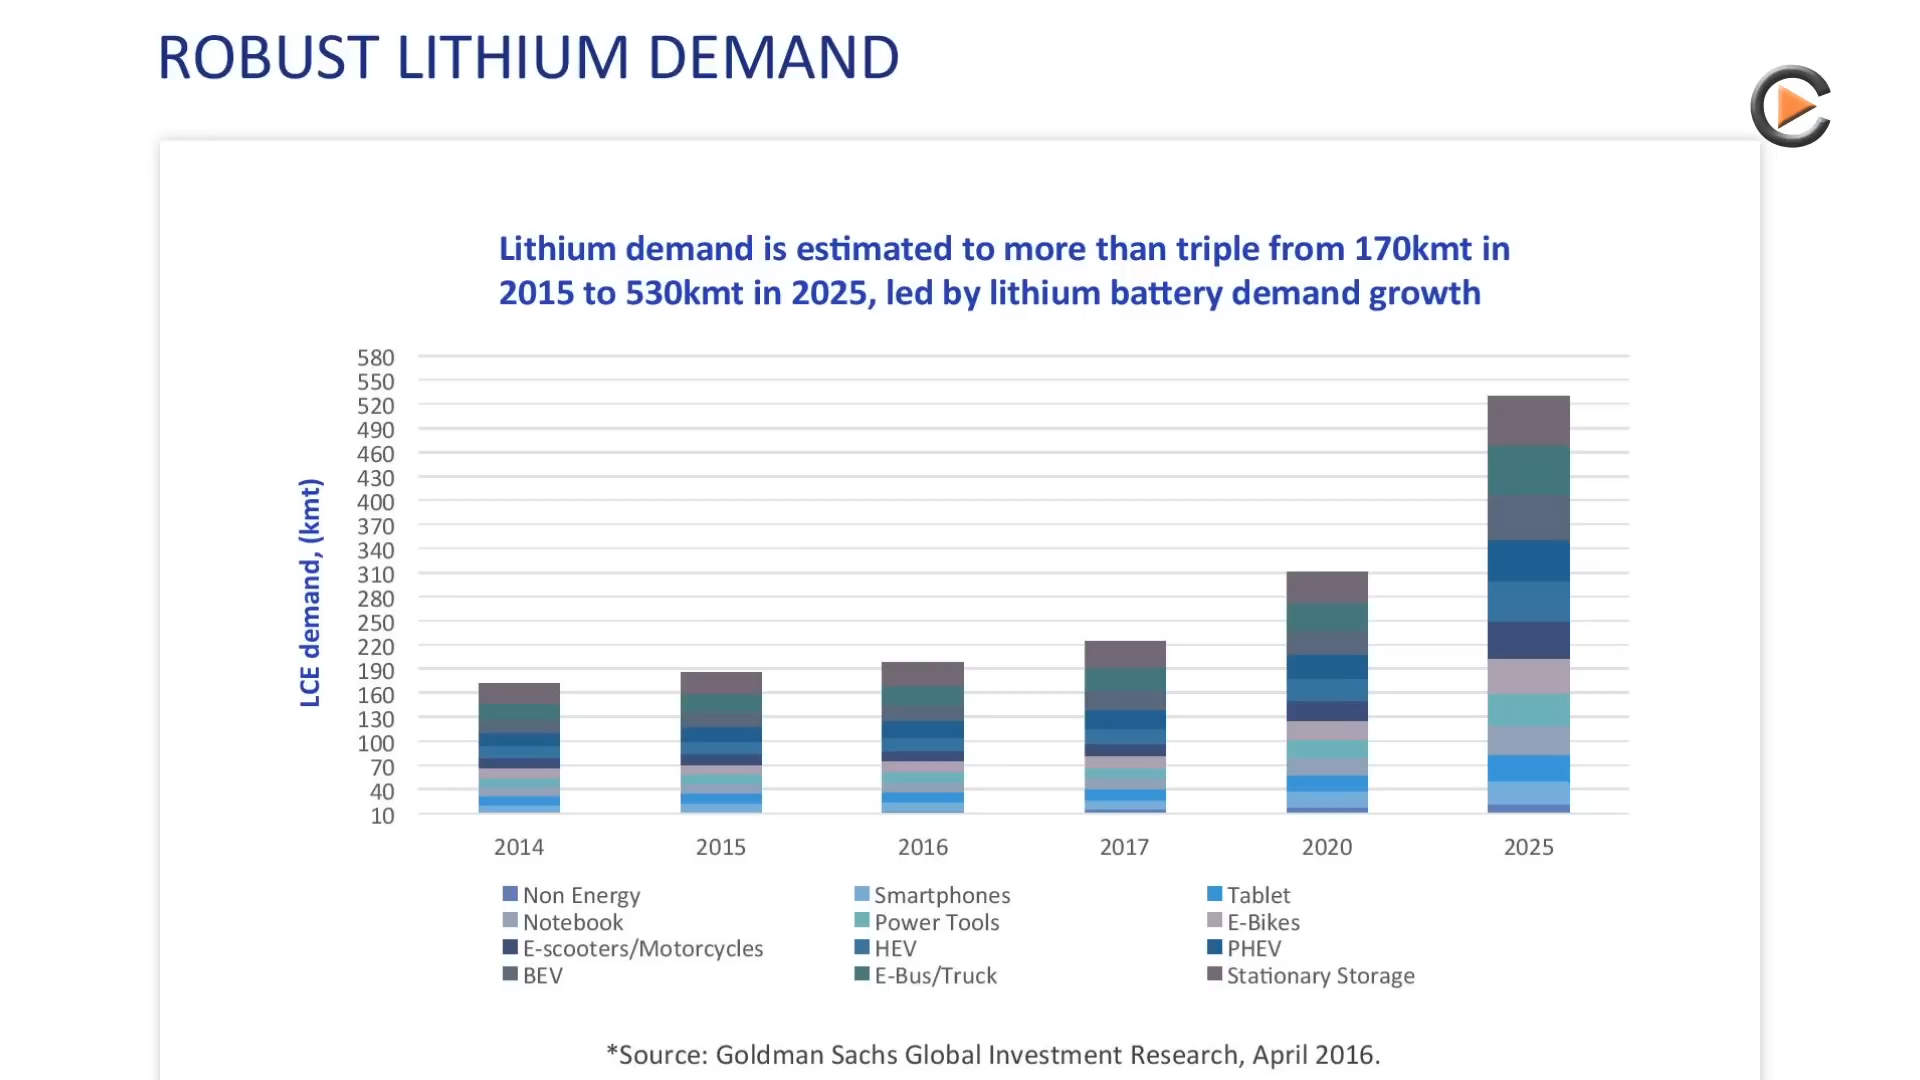 ROBUST LITHIUM DEMAND
Lithium demand is estimated to more than triple from 170kmt in
2015 to 530kmt in 2025, led by lithium battery demand growth
LCE demand, (kmt)
580
550
520
490
460
430
400
370
340
310
280
250
220
190
160
130
100
70
40
10
2014 2015 2016 2017 2020 2025
Non Energy Smartphones Tablet
Notebook Power Tools E-Bikes
E-scooters/Motorcycles HEV PHEV
BEV E-Bus/Truck Stationary Storage
*Source: Goldman Sachs Global Investment Research, April 2016.